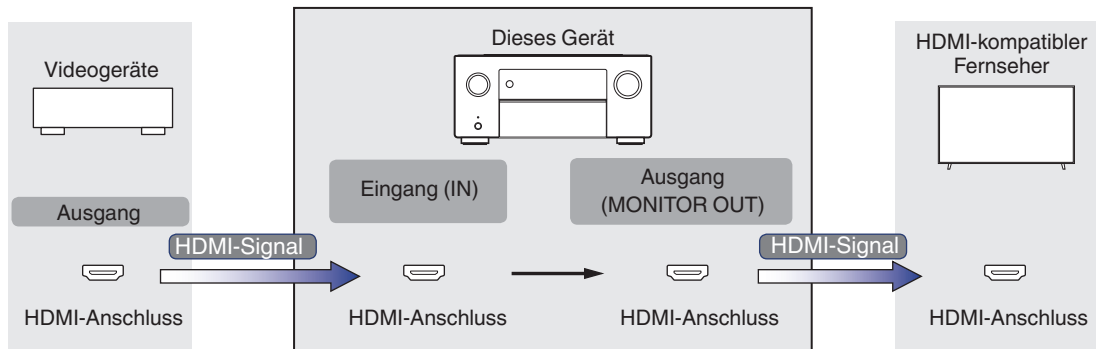 Dieses Gerät
Videogeräte
HDMI-kompatibler
Fernseher
Eingang (IN)
Ausgang
(MONITOR OUT)
Ausgang
HDMI-Signal
HDMI-Signal
HDMI-Anschluss
HDMI-Anschluss
HDMI-Anschluss
HDMI-Anschluss